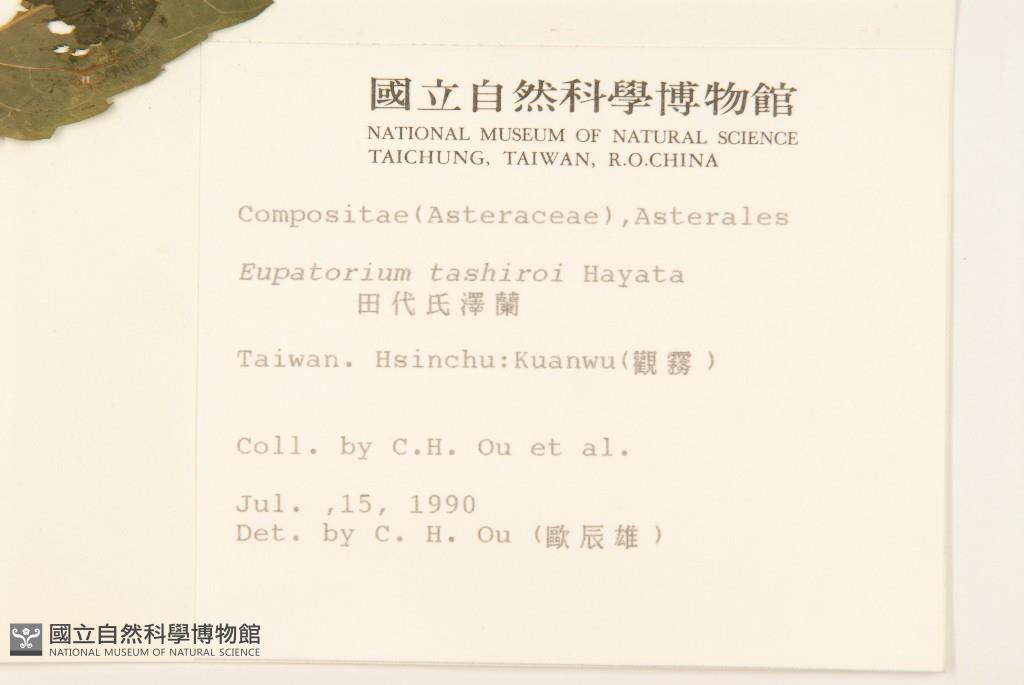 國立自然科學博物館
NATIONAL MUSEUM OF NATURAL SCIENCE
TAICHUNG, TAIWAN, R.O.CHINA
Compositae(Asteraceae),Asterales
Eupatorium tashiroi Hayata
田代氏澤蘭
Taiwan. Hsinchu:Kuanwu(觀霧)
Coll. by C.H. Ou et al.
Jul. ,15, 1990
Det. by C. H. Ou (歐辰雄)
國立自然科學博物館
NATIONAL MUSEUM OF NATURAL SCIENCE